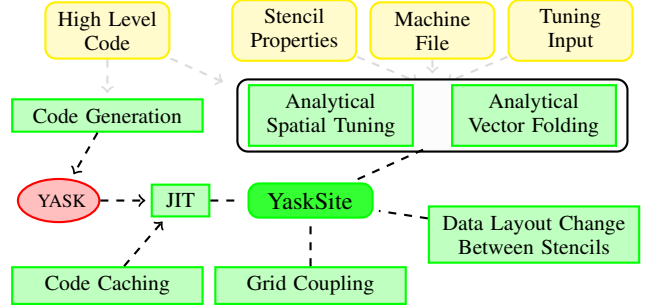 High Level
Code
Stencil
Properties
Machine
File
Tuning
Input
Code Generation
Analytical
Spatial Tuning
Analytical
Vector Folding
YASK
JIT
YaskSite
Data Layout Change
Between Stencils
Code Caching
Grid Coupling